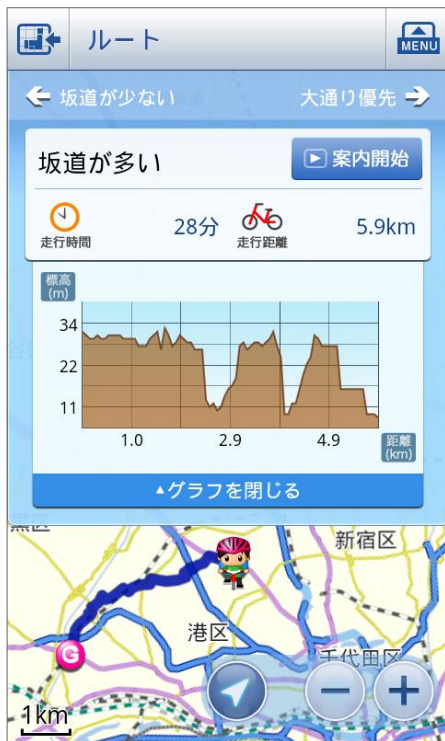 ルート
MENU
坂道が少ない
大通り優先
坂道が多い
案内開始
走行時間
28分
走行距離
5.9km
標高
(m)
34
22
11
1.0
2.9
4.9
距離
(km)
▲グラフを閉じる
新宿区
港区
千代田区
G
1km